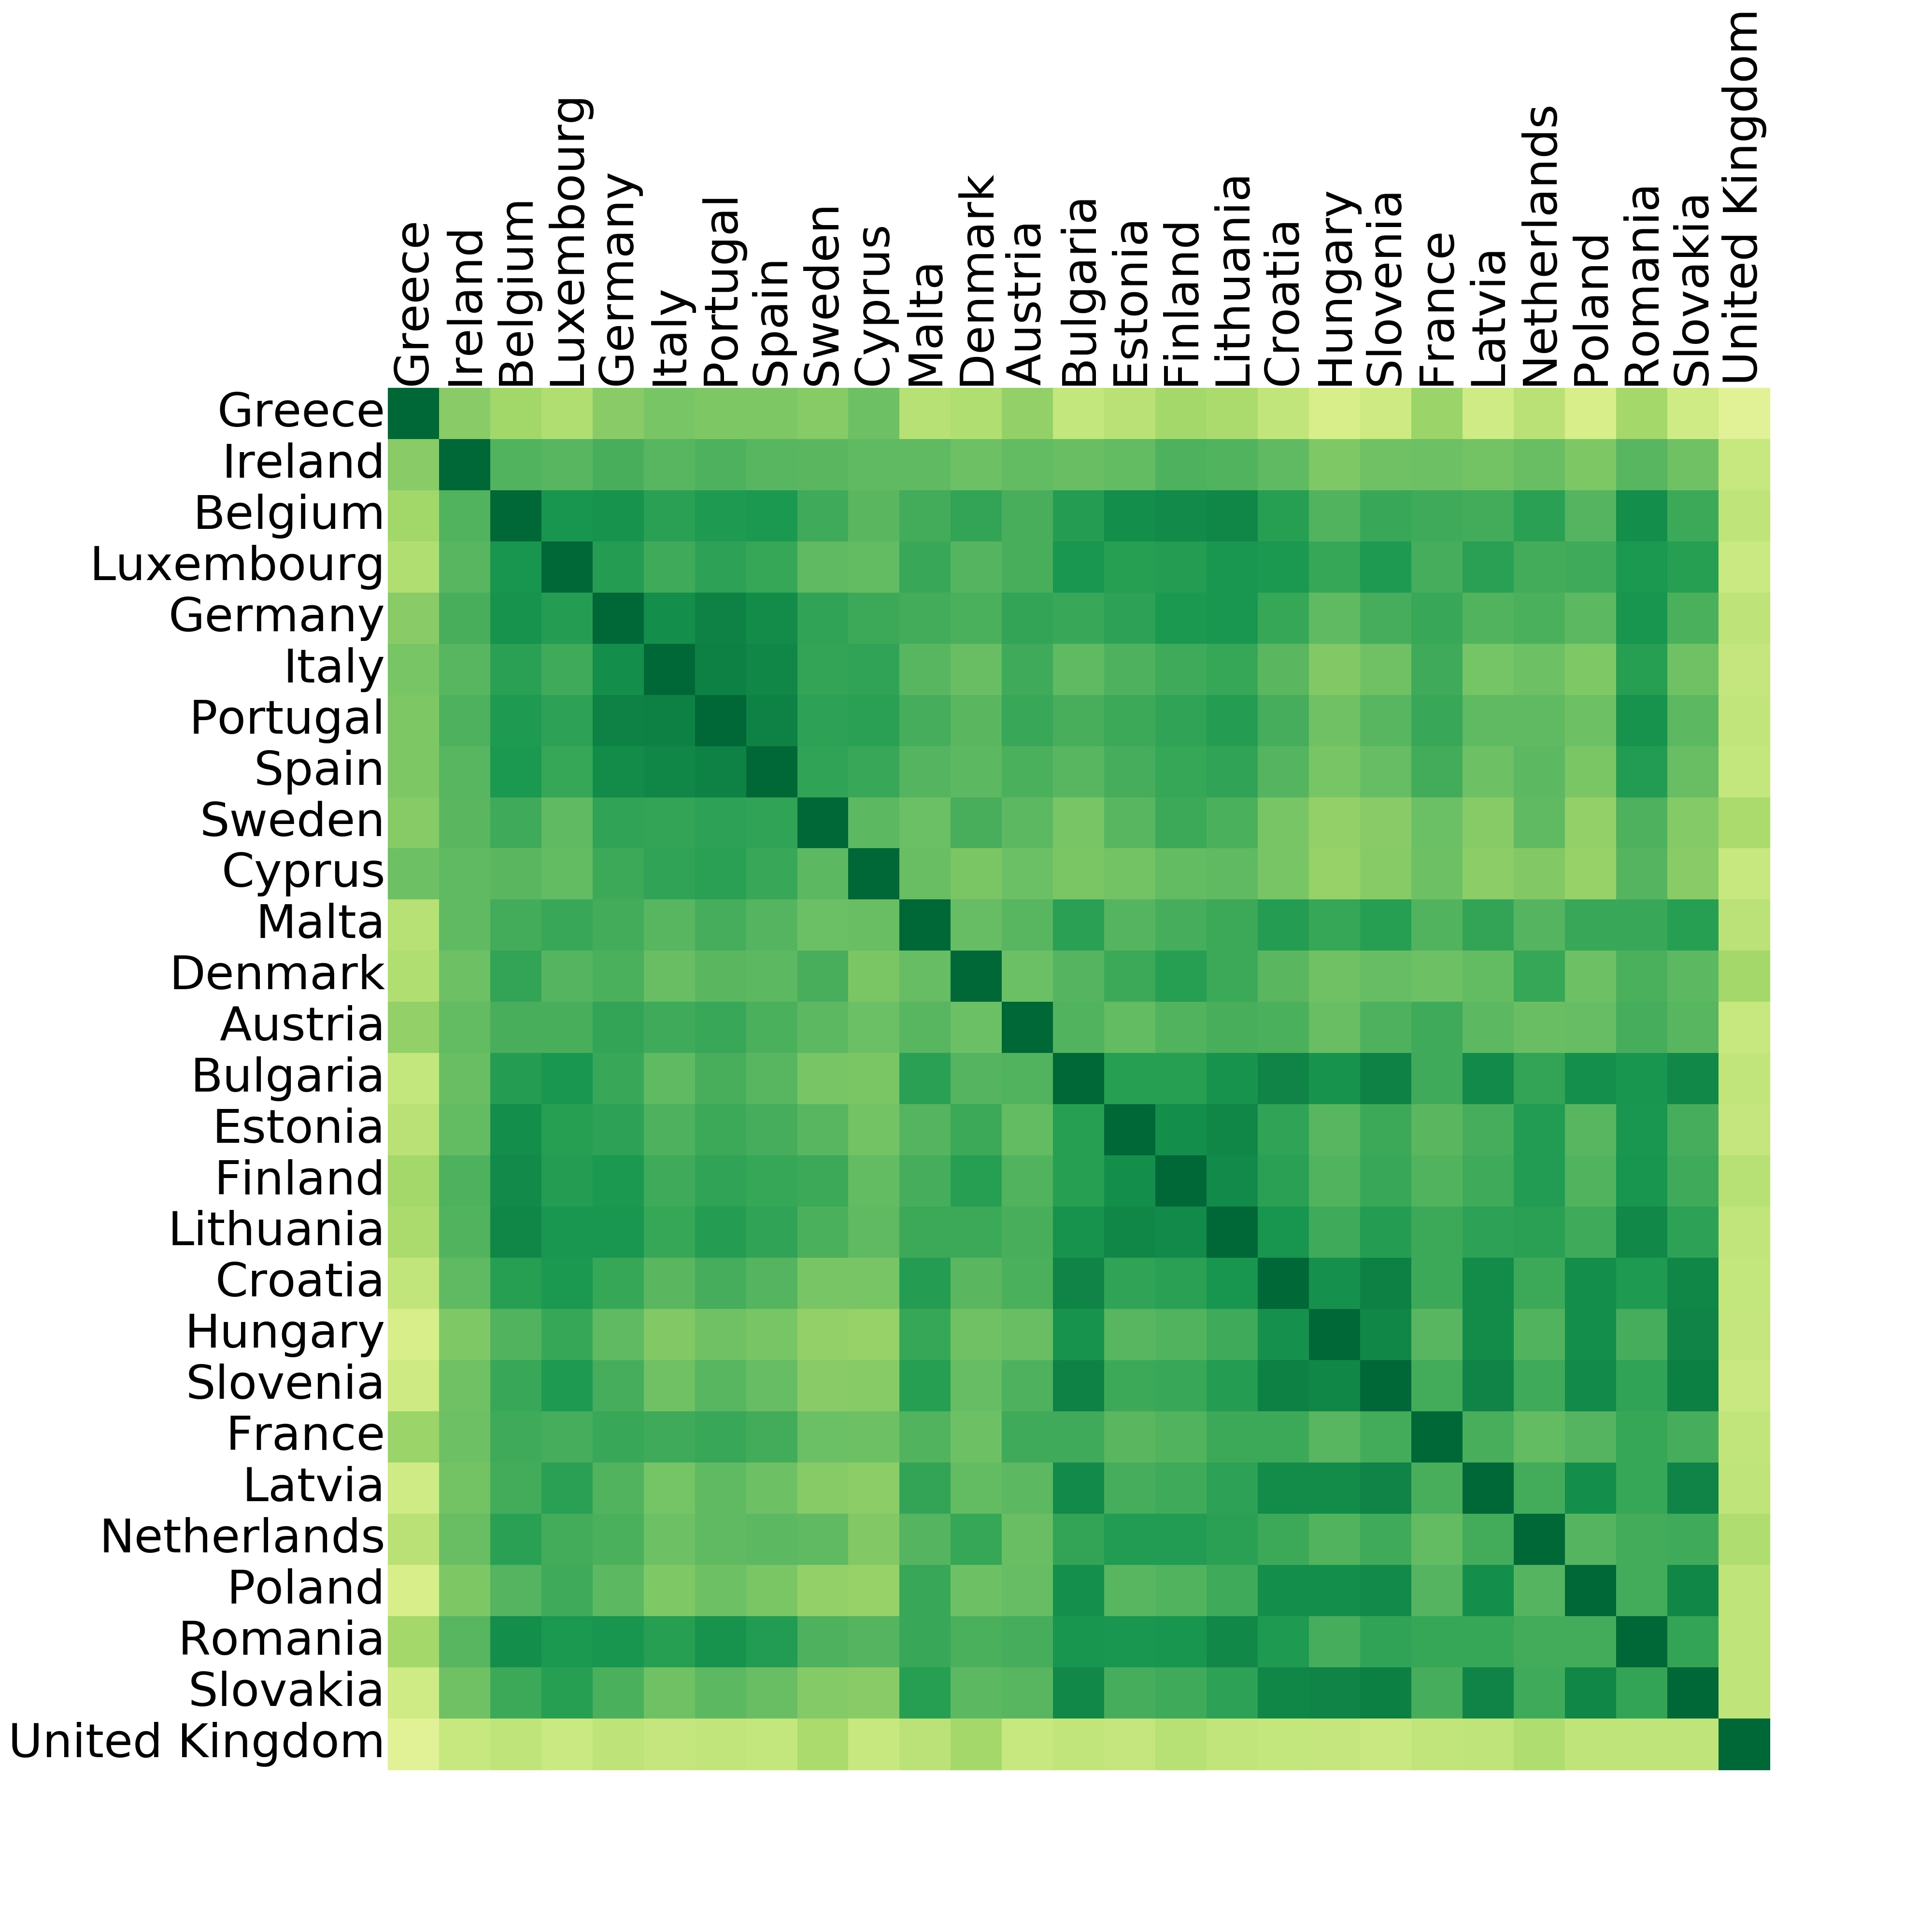 Greece
Ireland
Belgium
Luxembourg
Germany
Italy
Portugal
Spain
Sweden
Cyprus
Malta
Denmark
Austria
Bulgaria
Estonia
Finland
Lithuania
Croatia
Hungary
Slovenia
France
Latvia
Netherlands
Poland
Romania
Slovakia
United Kingdom
Greece
Ireland
Belgium
Luxembourg
Germany
Italy
Portugal
Spain
Sweden
Cyprus
Malta
Denmark
Austria
Bulgaria
Estonia
Finland
Lithuania
Croatia
Hungary
Slovenia
France
Latvia
Netherlands
Poland
Romania
Slovakia
United Kingdom